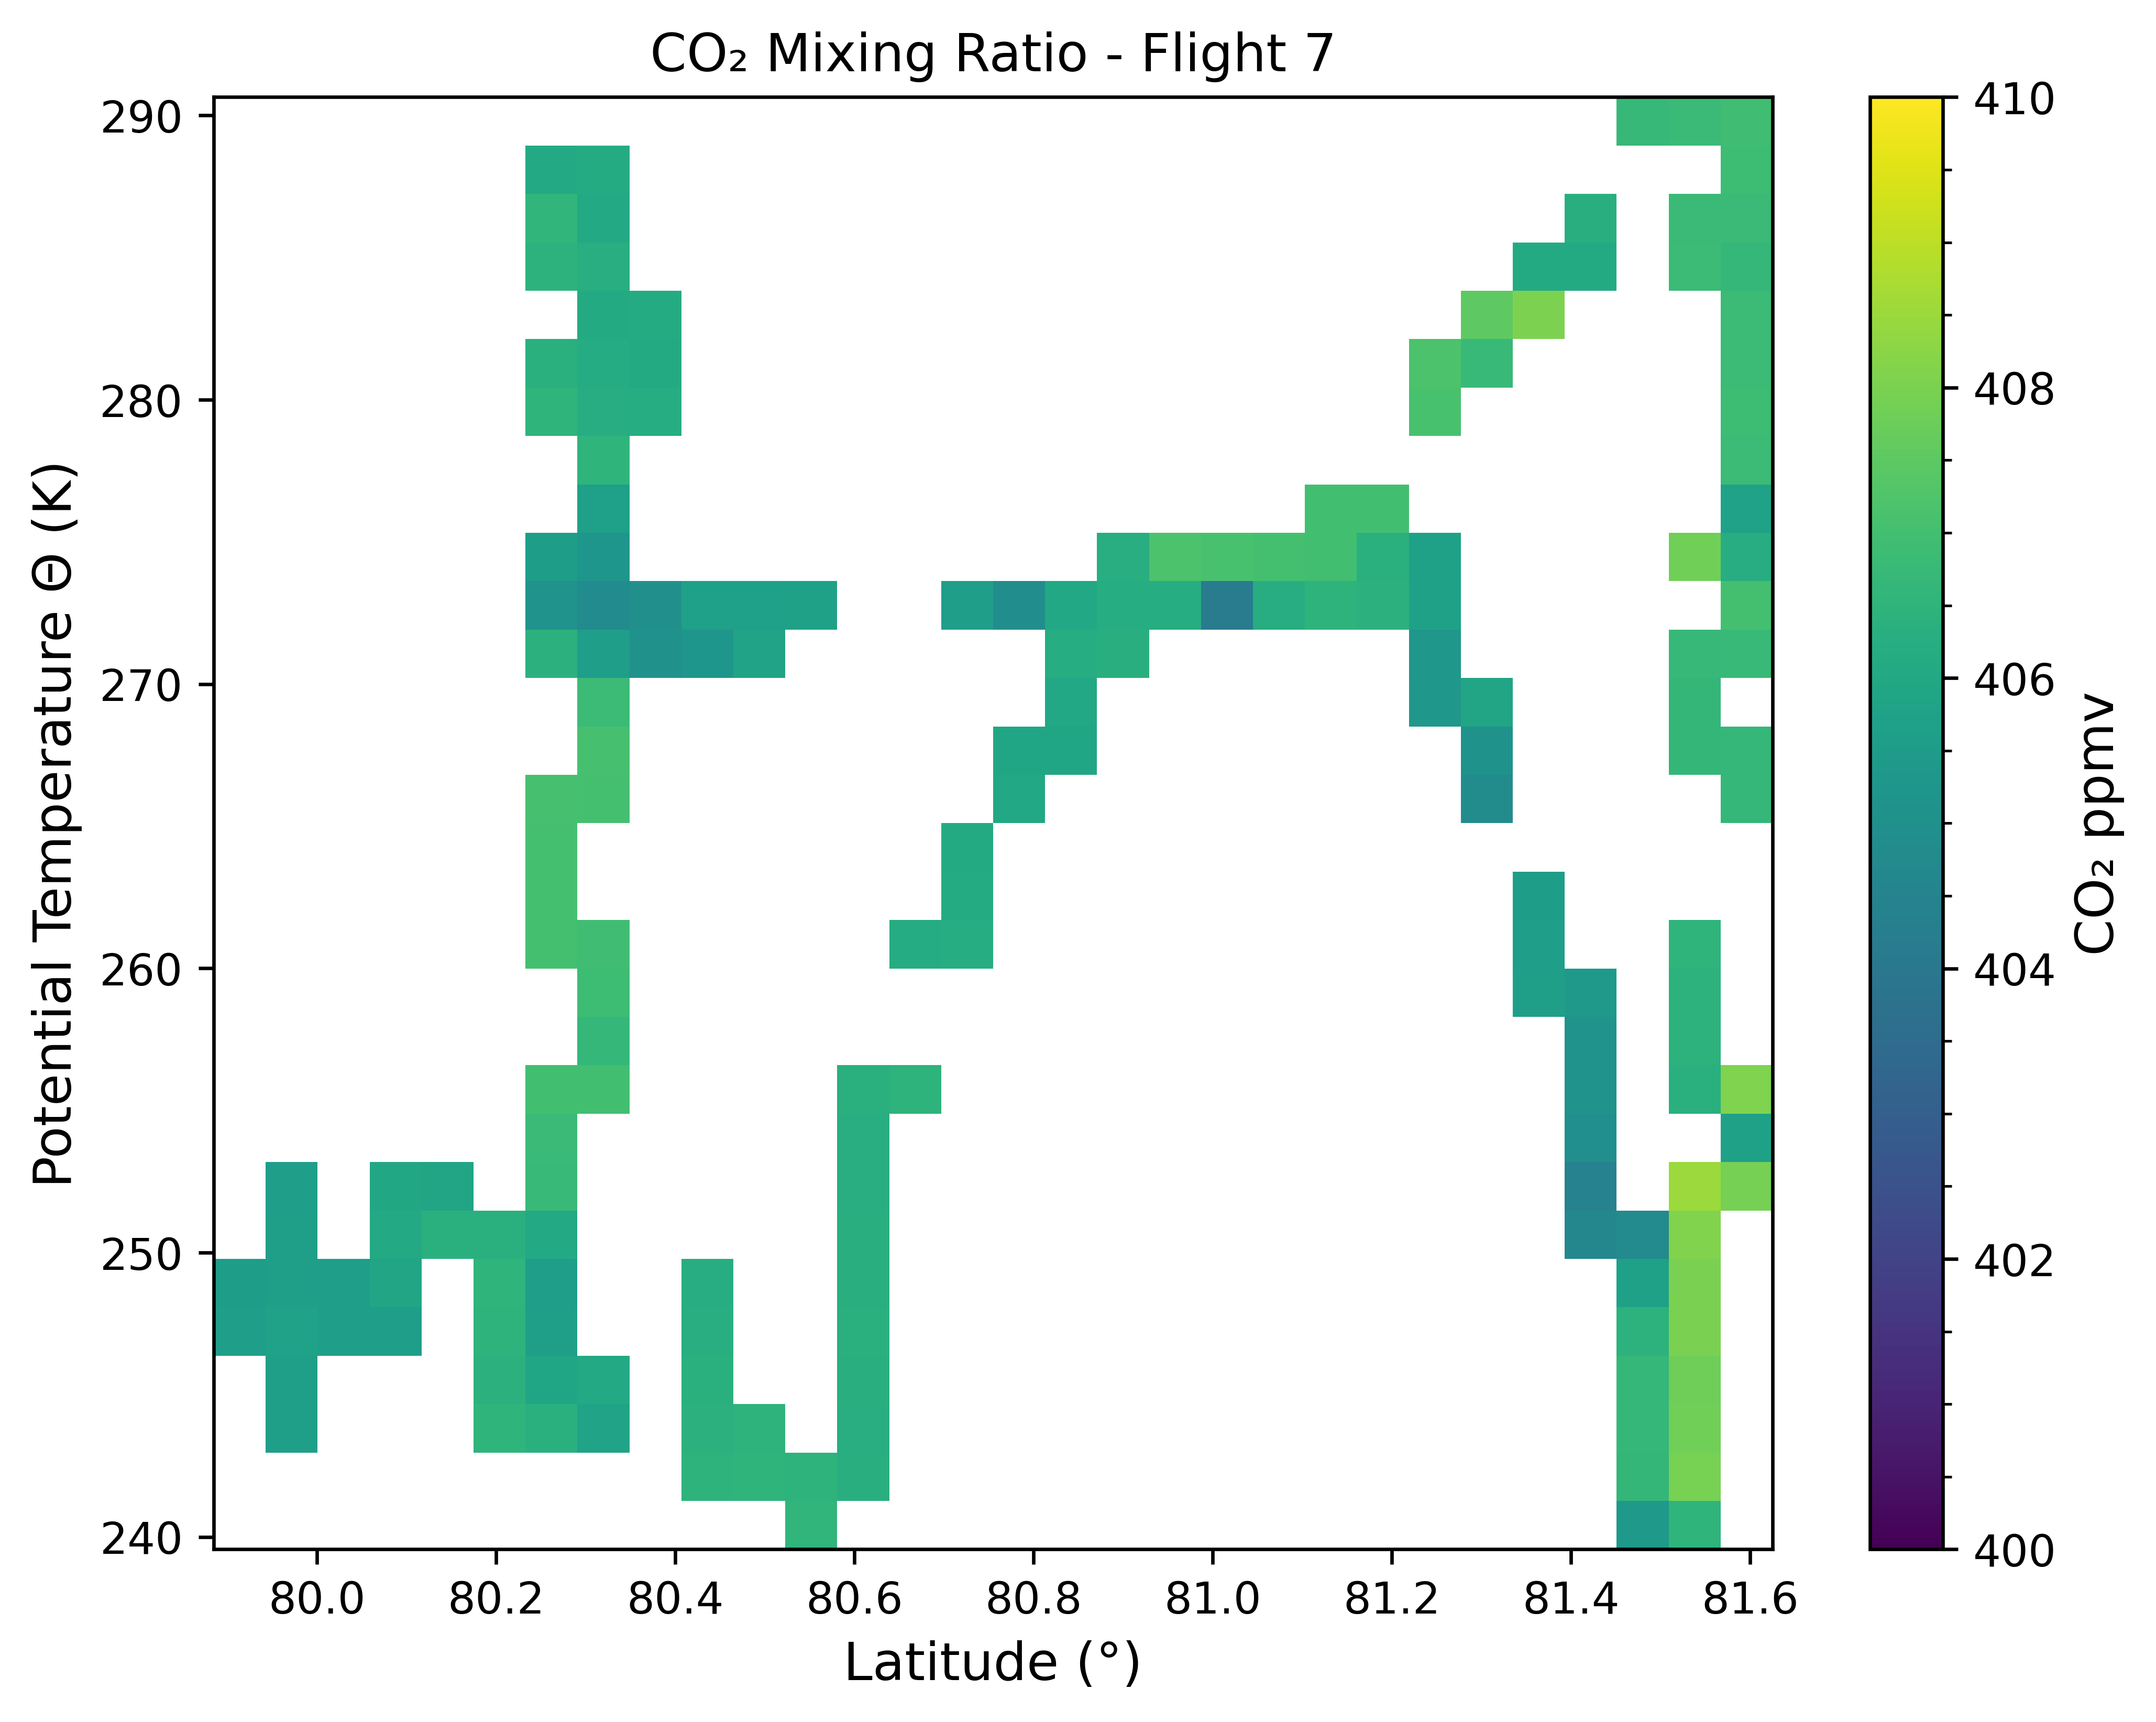 CO₂ Mixing Ratio - Flight 7
290
280
270
260
250
240
Potential Temperature Θ (K)
80.0 80.2 80.4 80.6 80.8 81.0 81.2 81.4 81.6
Latitude (°)
410
408
406
404
402
400
CO₂ ppmv